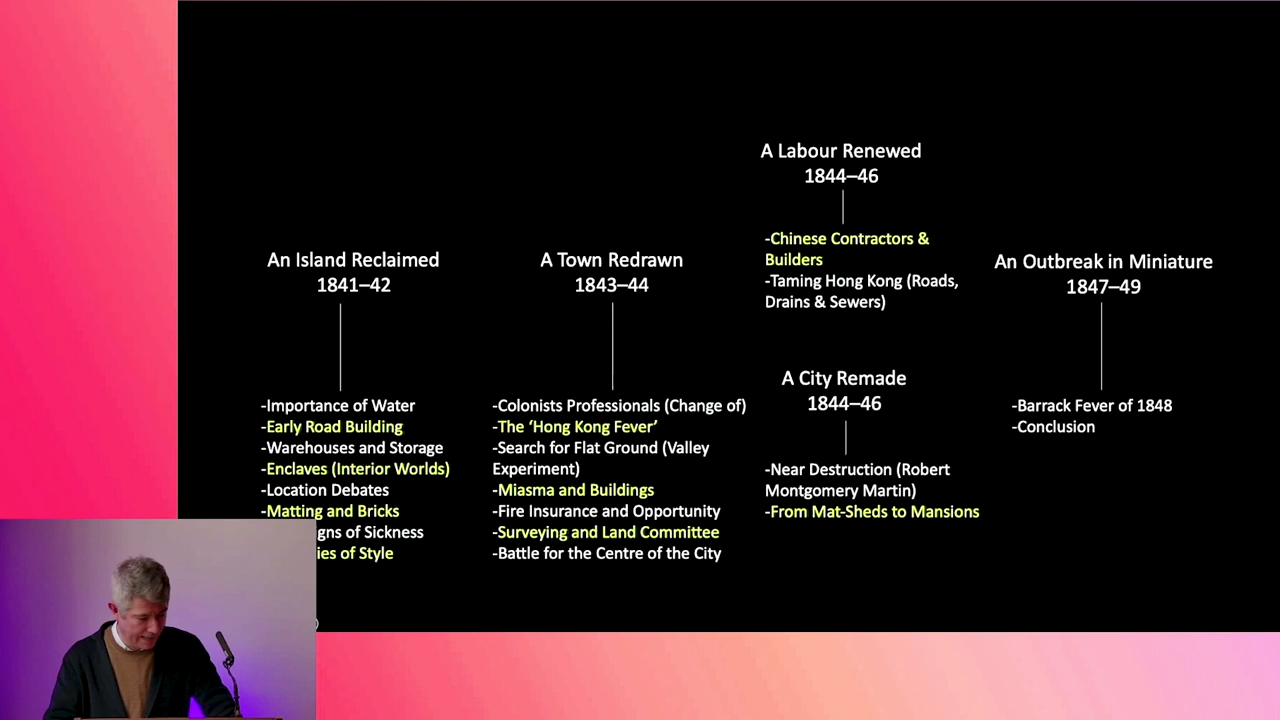 An Island Reclaimed
1841–42
-Importance of Water
-Early Road Building
-Warehouses and Storage
-Enclaves (Interior Worlds)
-Location Debates
-Matting and Bricks
of Sickness
of Style
A Town Redrawn
1843–44
-Colonists Professionals (Change of)
-The ‘Hong Kong Fever’
-Search for Flat Ground (Valley
Experiment)
-Miasma and Buildings
-Fire Insurance and Opportunity
-Surveying and Land Committee
-Battle for the Centre of the City
A Labour Renewed
1844–46
-Chinese Contractors &
Builders
-Taming Hong Kong (Roads,
Drains & Sewers)
A City Remade
1844–46
-Near Destruction (Robert
Montgomery Martin)
-From Mat-Sheds to Mansions
An Outbreak in Miniature
1847–49
-Barrack Fever of 1848
-Conclusion